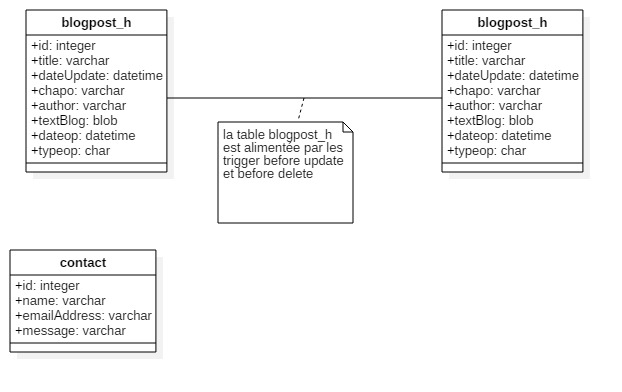 blogpost_h
+id: integer
+title: varchar
+dateUpdate: datetime
+chapo: varchar
+author: varchar
+textBlog: blob
+dateop: datetime
+typeop: char
blogpost_h
+id: integer
+title: varchar
+dateUpdate: datetime
+chapo: varchar
+author: varchar
+textBlog: blob
+dateop: datetime
+typeop: char
la table blogpost_h
est alimentée par les
trigger before update
et before delete
contact
+id: integer
+name: varchar
+emailAddress: varchar
+message: varchar